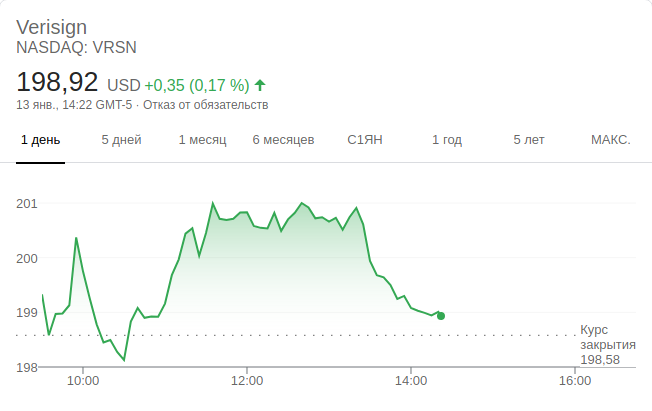 Verisign
NASDAQ: VRSN
198,92 USD +0,35 (0,17 %)
13 янв., 14:22 GMT-5 · Отказ от обязательств
1 день 5 дней 1 месяц 6 месяцев С1ЯН 1 год 5 лет МАКС.
201
200
199
198
Курс
закрытия
198,58
10:00 12:00 14:00 16:00